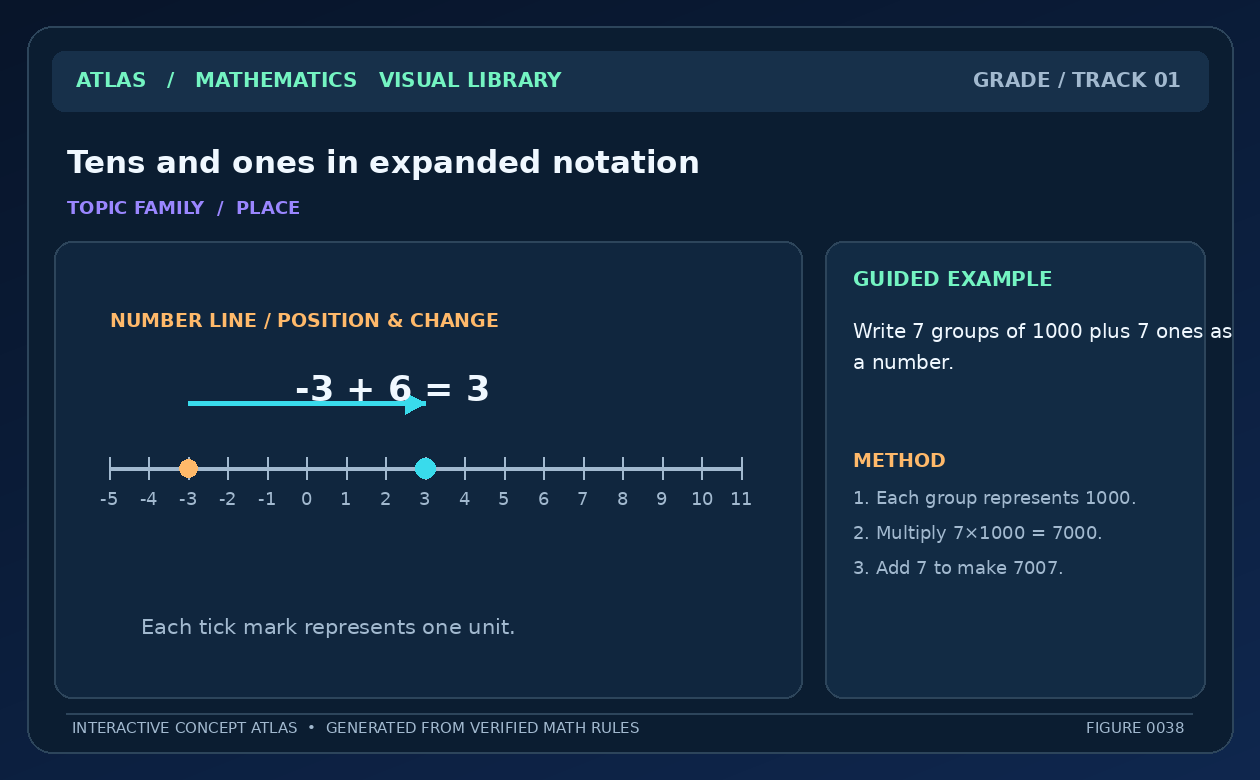 ATLAS / MATHEMATICS VISUAL LIBRARY
GRADE / TRACK 01
Tens and ones in expanded notation
TOPIC FAMILY / PLACE
NUMBER LINE / POSITION & CHANGE
-3 + 6 = 3
-5 -4 -3 -2 -1 0 1 2 3 4 5 6 7 8 9 10 11
Each tick mark represents one unit.
GUIDED EXAMPLE
Write 7 groups of 1000 plus 7 ones as
a number.
METHOD
1. Each group represents 1000.
2. Multiply 7×1000 = 7000.
3. Add 7 to make 7007.
INTERACTIVE CONCEPT ATLAS • GENERATED FROM VERIFIED MATH RULES
FIGURE 0038